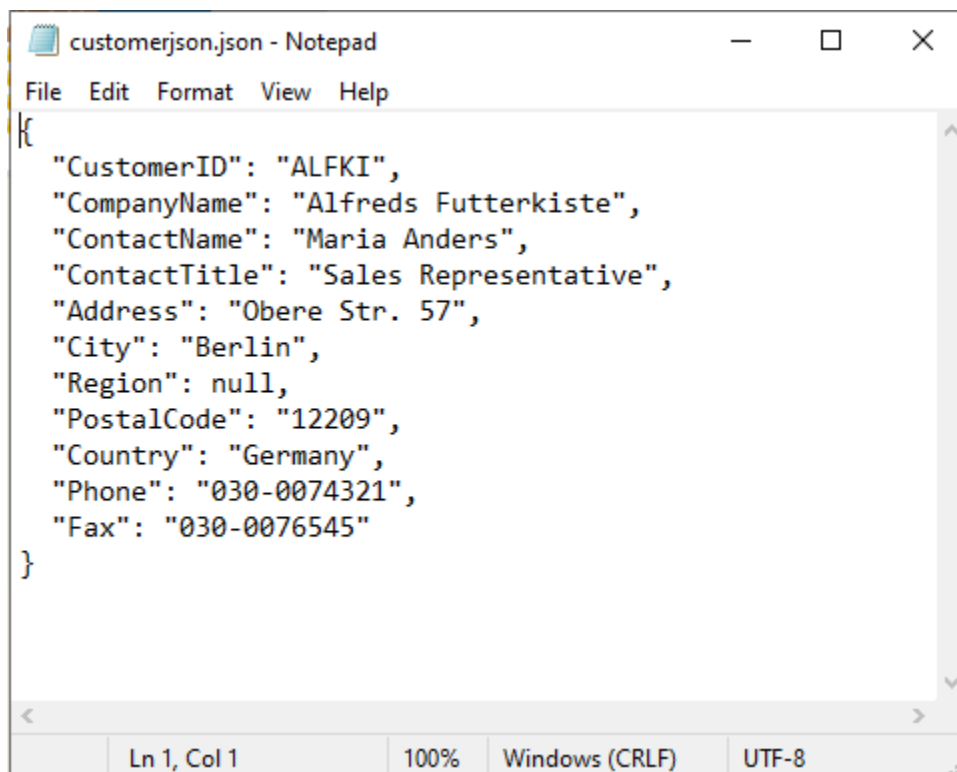 customerjson.json - Notepad
File Edit Format View Help
{
  "CustomerID": "ALFKI",
  "CompanyName": "Alfreds Futterkiste",
  "ContactName": "Maria Anders",
  "ContactTitle": "Sales Representative",
  "Address": "Obere Str. 57",
  "City": "Berlin",
  "Region": null,
  "PostalCode": "12209",
  "Country": "Germany",
  "Phone": "030-0074321",
  "Fax": "030-0076545"
}
Ln 1, Col 1 100% Windows (CRLF) UTF-8